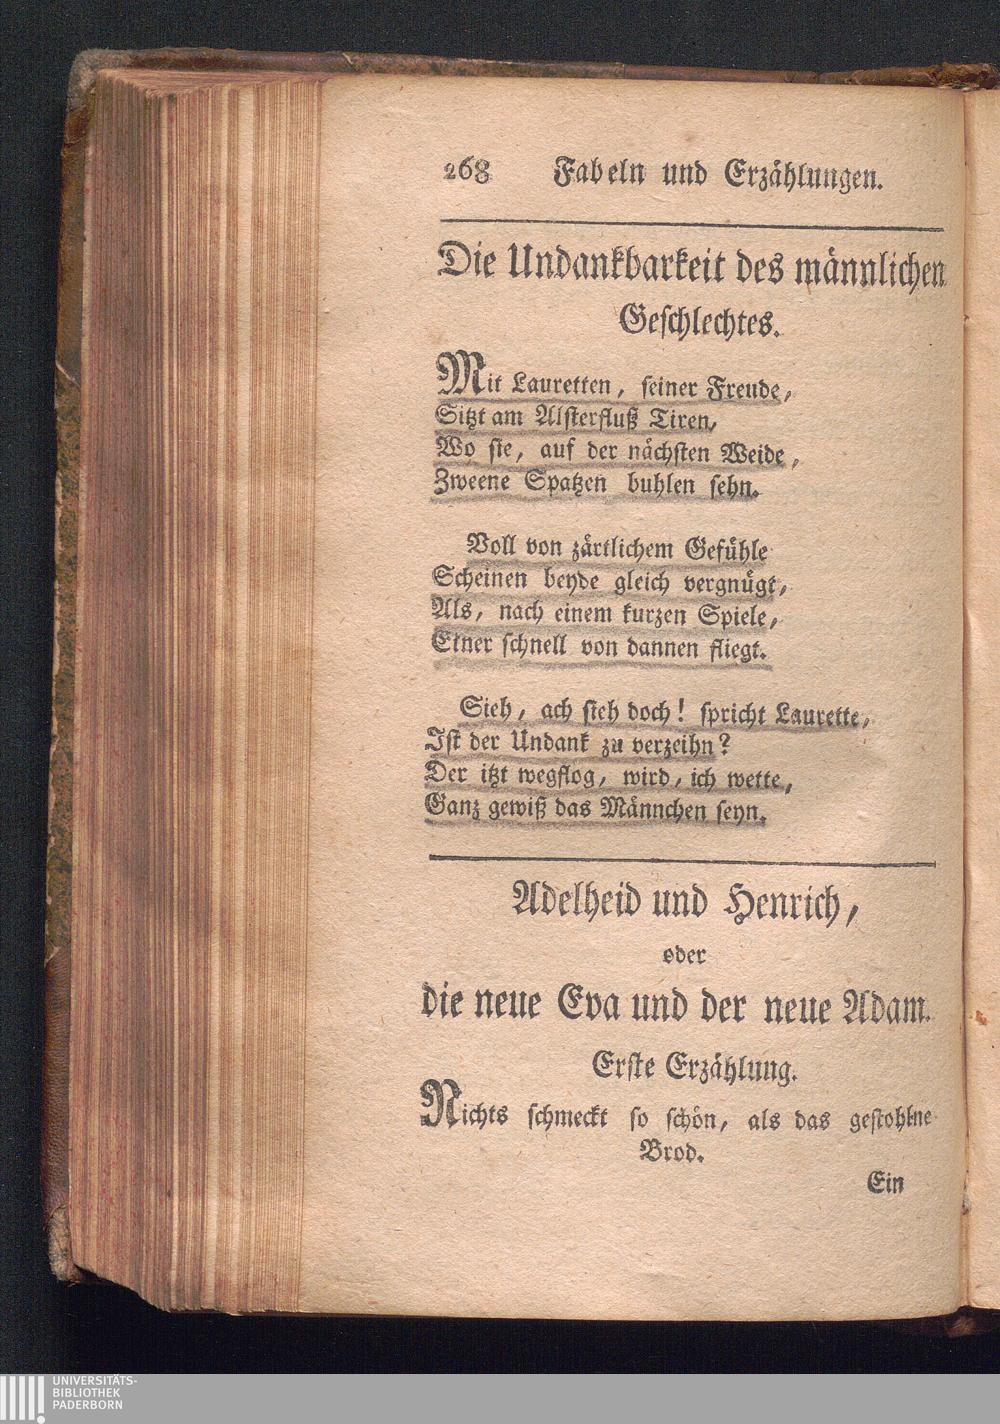 268 Fabeln und Erzählungen.
Die Undankbarkeit des männlichen
Geschlechtes.
Mit Lauretten, seiner Freude,
Sitzt am Alsterfluß Tiren,
Wo sie, auf der nächsten Weide,
Zweene Spatzen buhlen sehn.
Voll von zärtlichem Gefühle
Scheinen beyde gleich vergnügt,
Als, nach einem kurzen Spiele,
Einer schnell von dannen fliegt.
Sieh, ach sieh doch! spricht Laurette,
Ist der Undank zu verzeihn?
Der itzt wegflog, wird, ich wette,
Ganz gewiß das Männchen seyn.
Adelheid und Henrich,
oder
die neue Eva und der neue Adam.
Erste Erzählung.
Nichts schmeckt so schön, als das gestohlne
Brod.
Ein
UNIVERSITÄTS-
BIBLIOTHEK
PADERBORN